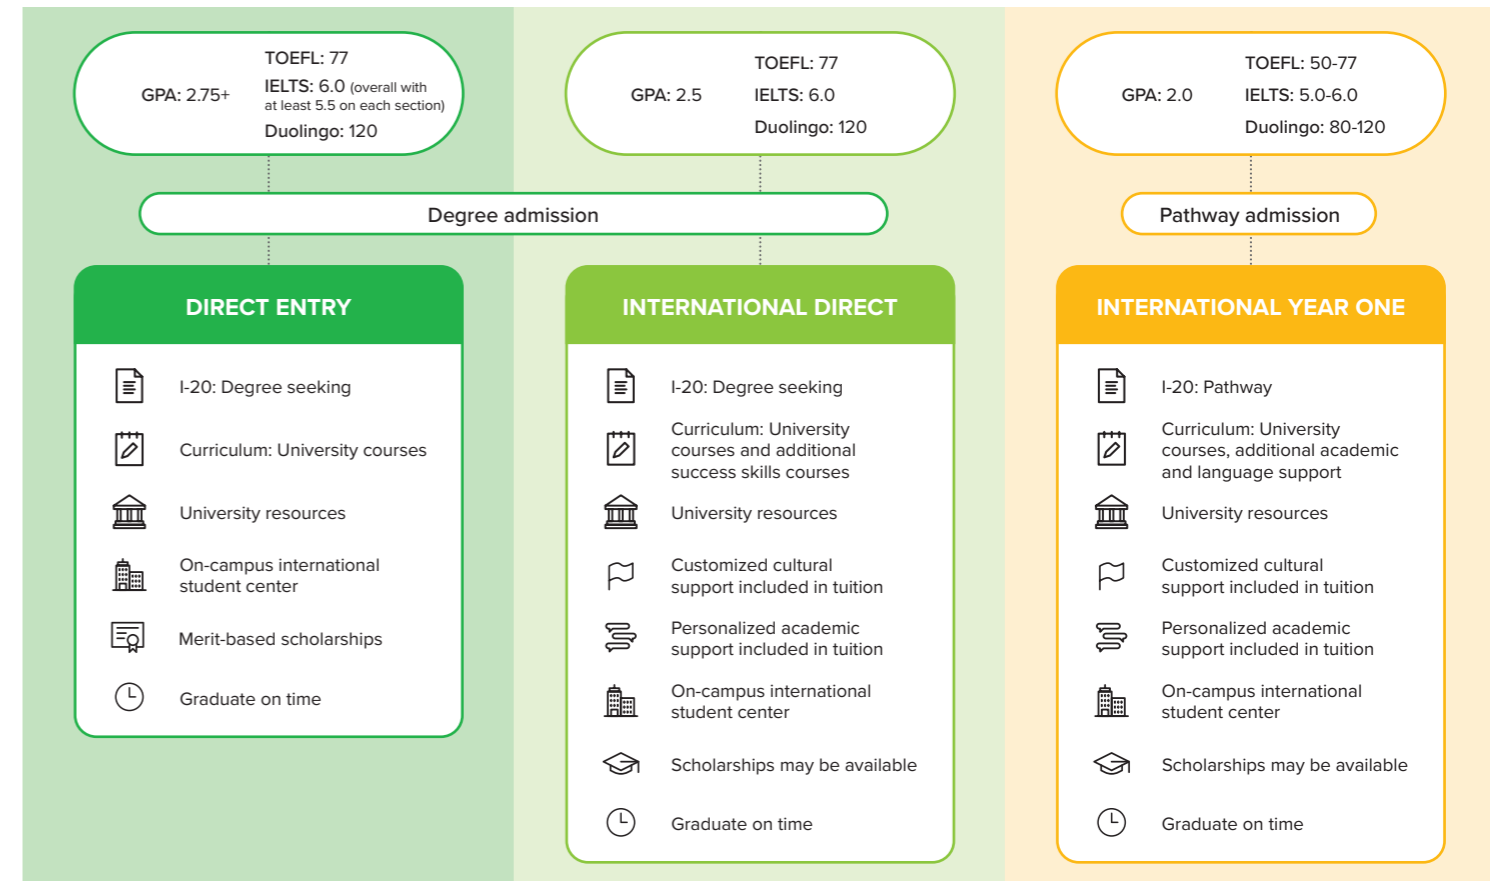 GPA: 2.75+
TOEFL: 77
IELTS: 6.0 (overall with
at least 5.5 on each section)
Duolingo: 120
GPA: 2.5
TOEFL: 77
IELTS: 6.0
Duolingo: 120
GPA: 2.0
TOEFL: 50-77
IELTS: 5.0-6.0
Duolingo: 80-120
Degree admission
Pathway admission
DIRECT ENTRY
I-20: Degree seeking
Curriculum: University courses
University resources
On-campus international
student center
Merit-based scholarships
Graduate on time
INTERNATIONAL DIRECT
I-20: Degree seeking
Curriculum: University
courses and additional
success skills courses
University resources
Customized cultural
support included in tuition
Personalized academic
support included in tuition
On-campus international
student center
Scholarships may be available
Graduate on time
INTERNATIONAL YEAR ONE
I-20: Pathway
Curriculum: University
courses, additional academic
and language support
University resources
Customized cultural
support included in tuition
Personalized academic
support included in tuition
On-campus international
student center
Scholarships may be available
Graduate on time